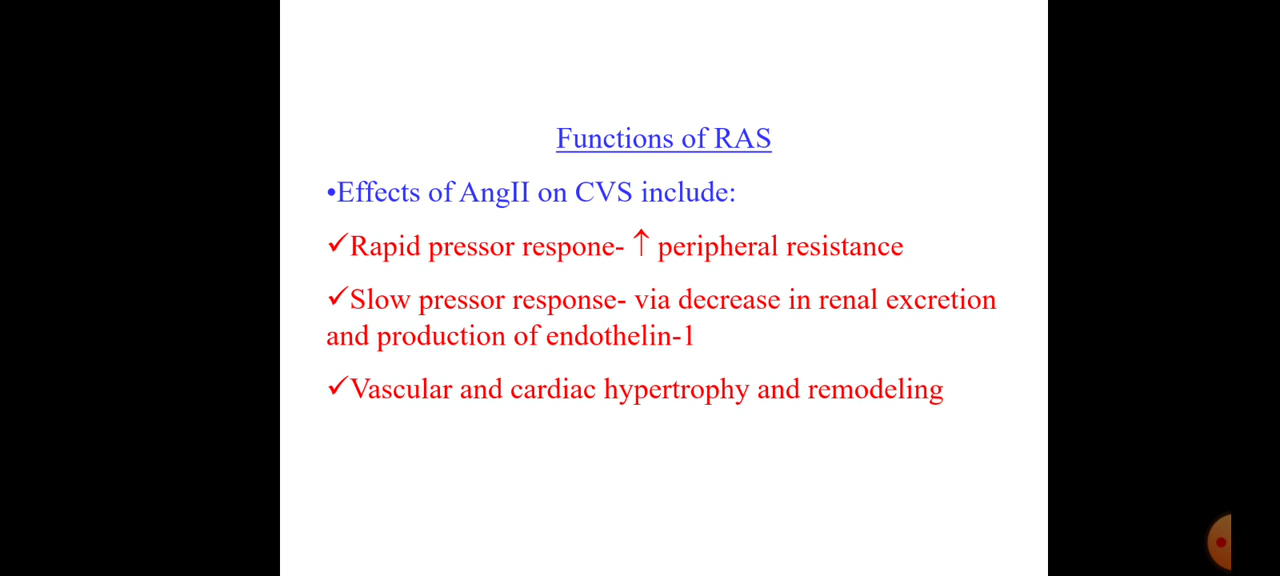 Functions of RAS
•Effects of AngII on CVS include:
✓Rapid pressor respone- ↑ peripheral resistance
✓Slow pressor response- via decrease in renal excretion
and production of endothelin-1
✓Vascular and cardiac hypertrophy and remodeling